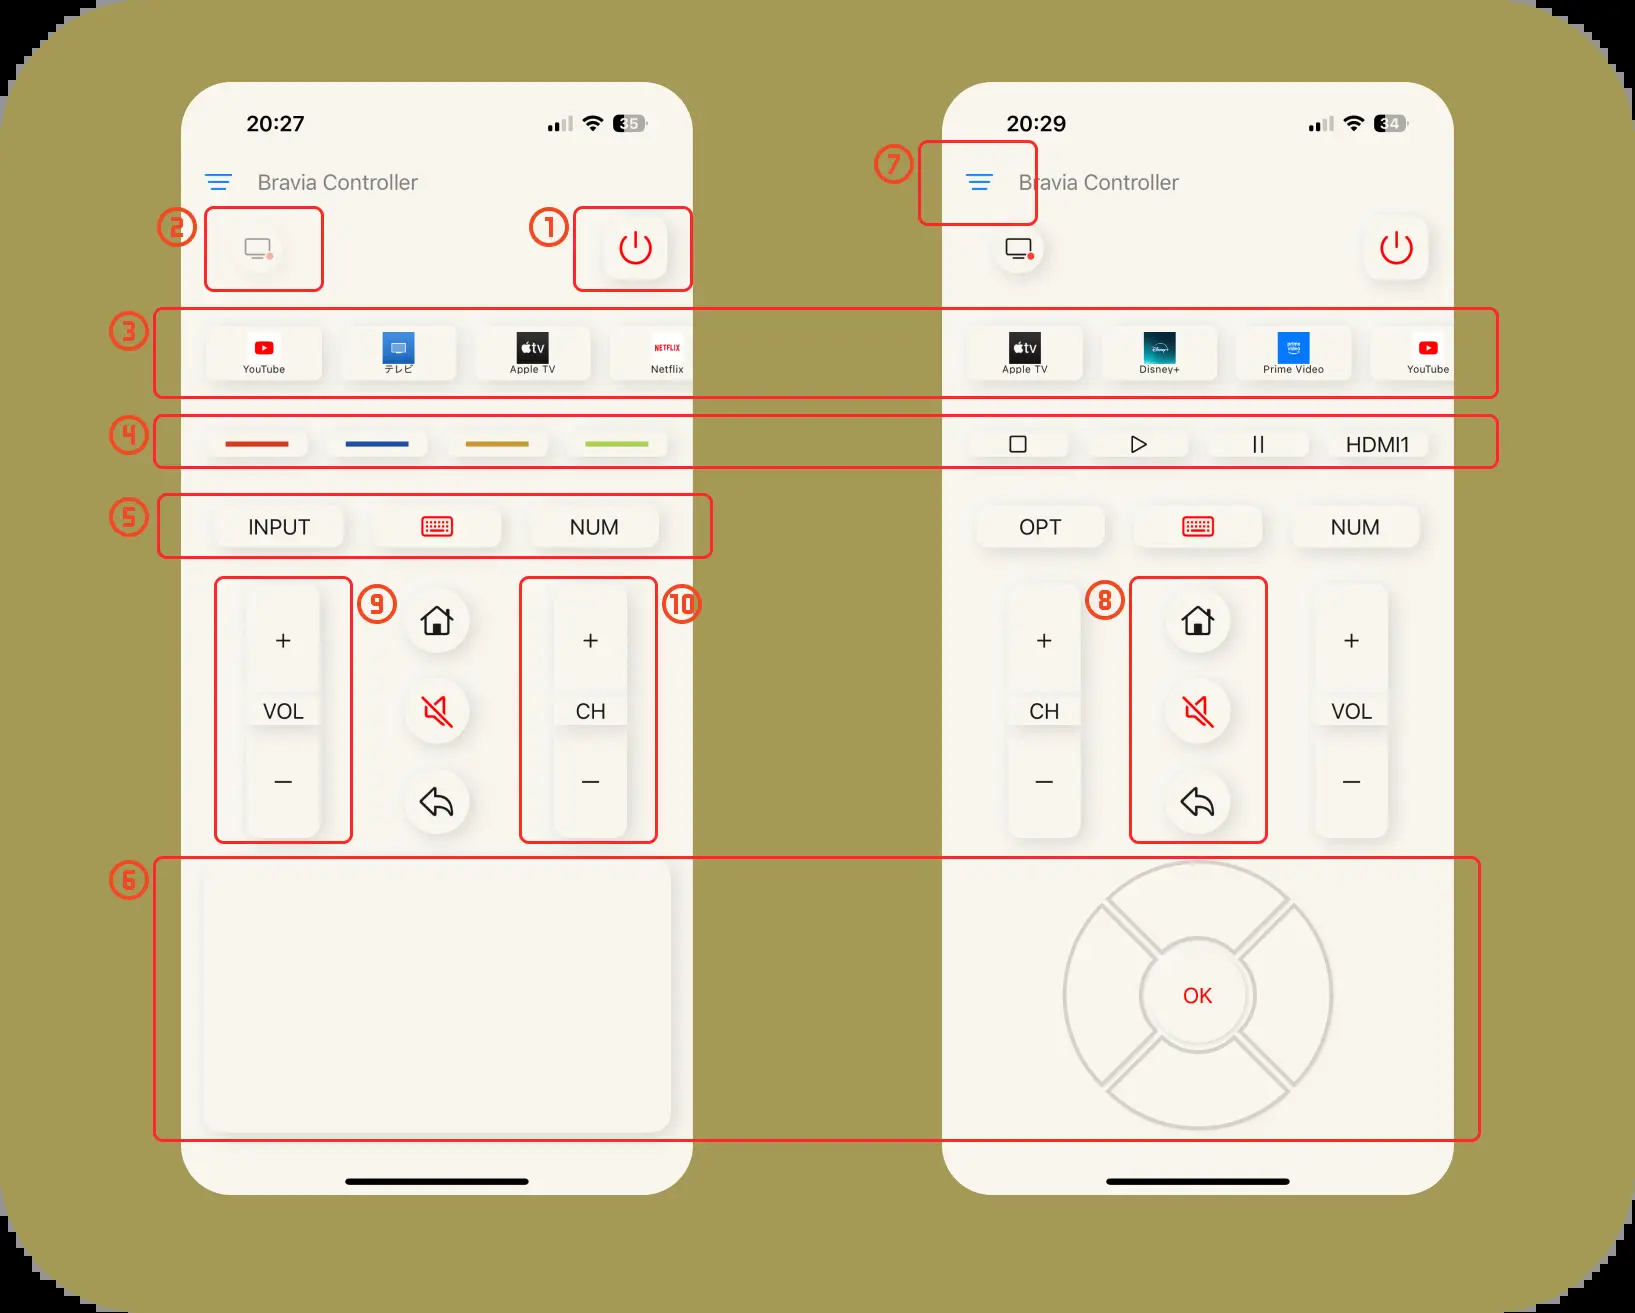 20:27
35
Bravia Controller
②
①
③
YouTube
テレビ
tv
Apple TV
NETFLIX
Netflix
④
⑤
INPUT
NUM
+
VOL
−
⑨
+
CH
−
⑩
⑥
20:29
34
⑦
Bravia Controller
tv
Apple TV
Disney+
Disney+
prime video
Prime Video
YouTube
HDMI1
OPT
NUM
+
CH
−
⑧
+
VOL
−
OK